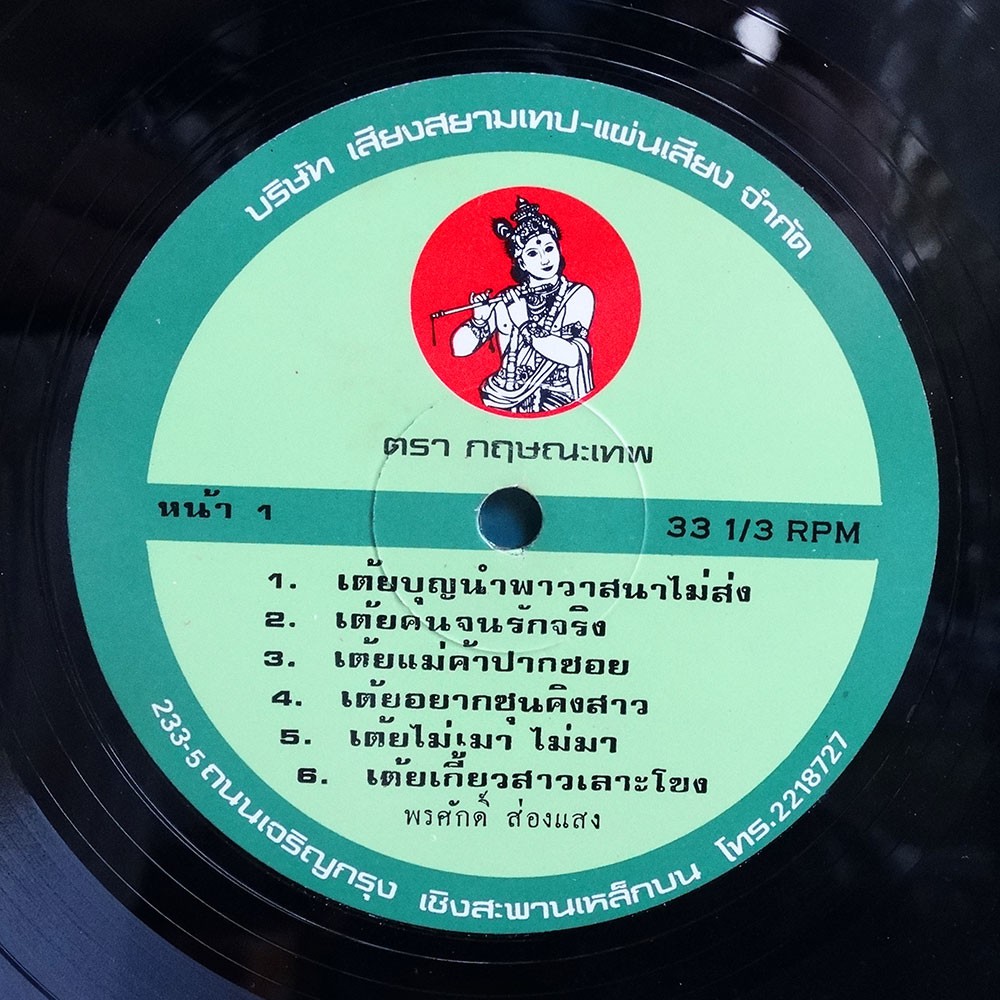 บริษัท เสียงสยามเทป-แผ่นเสียง จำกัด
ตรา กฤษณะเทพ
หน้า 1
33 1/3 RPM
1. เต้ยบุญนำพาวาสนาไม่ส่ง
2. เต้ยคนจนรักจริง
3. เต้ยแม่ค้าปากซอย
4. เต้ยอยากซุนคิงสาว
5. เต้ยไม่เมา ไม่มา
6. เต้ยเกี้ยวสาวเลาะโขง
พรศักดิ์ ส่องแสง
233-5 ถนนเจริญกรุง เชิงสะพานเหล็กบน โทร.2218727